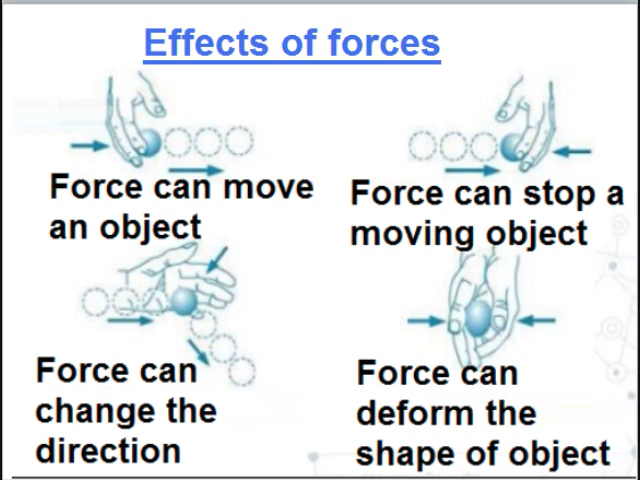 Effects of forces
Force can move
an object
Force can stop a
moving object
Force can
change the
direction
Force can
deform the
shape of object